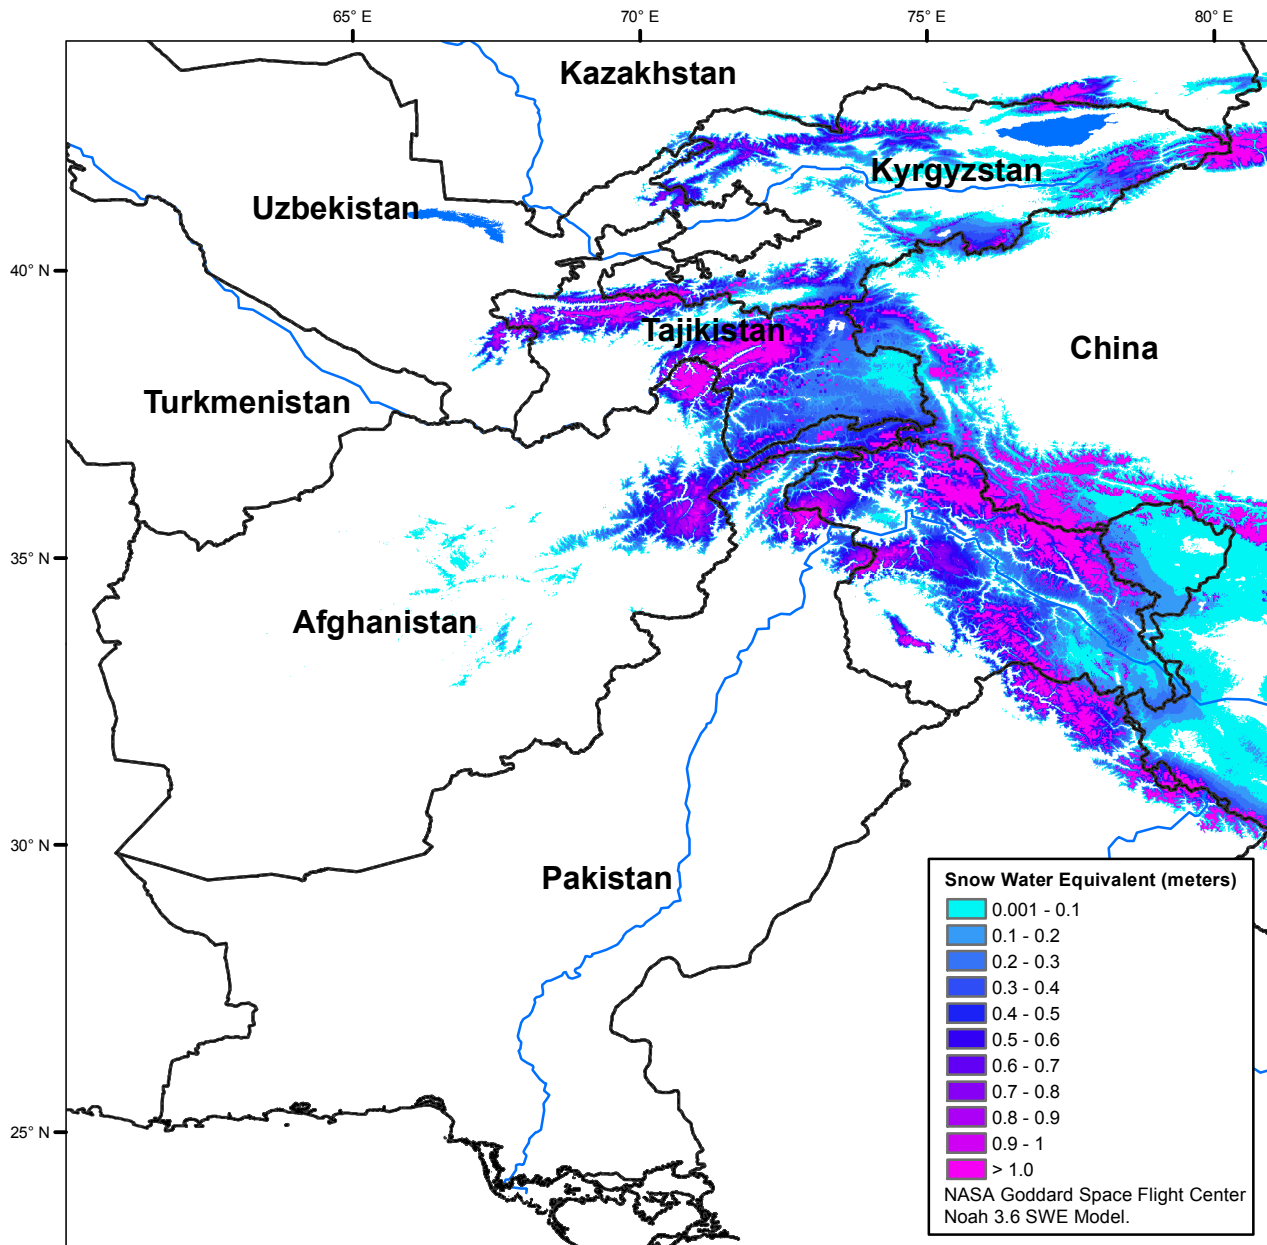 65° E
70° E
75° E
80° E
Kazakhstan
Kyrgyzstan
Uzbekistan
40° N
Tajikistan
China
Turkmenistan
35° N
Afghanistan
30° N
Pakistan
25° N
Snow Water Equivalent (meters)
0.001 - 0.1
0.1 - 0.2
0.2 - 0.3
0.3 - 0.4
0.4 - 0.5
0.5 - 0.6
0.6 - 0.7
0.7 - 0.8
0.8 - 0.9
0.9 - 1
> 1.0
NASA Goddard Space Flight Center
Noah 3.6 SWE Model.